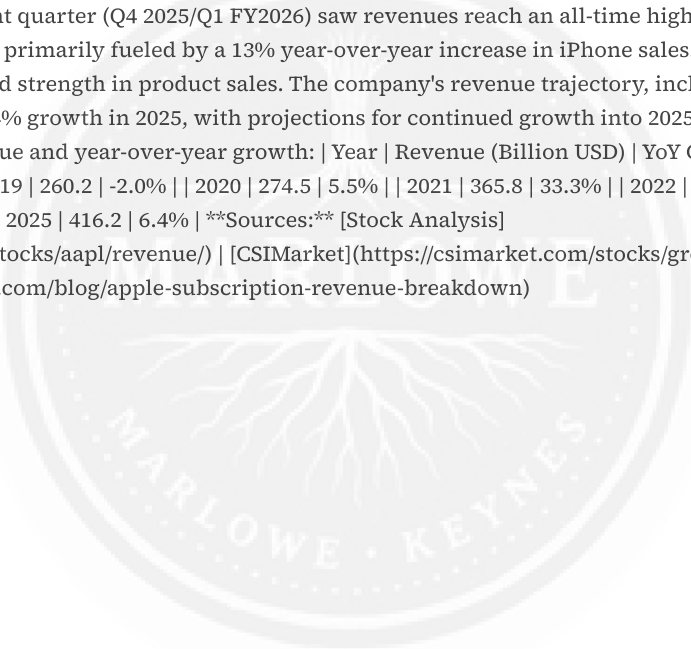 nt quarter (Q4 2025/Q1 FY2026) saw revenues reach an all-time high
primarily fueled by a 13% year-over-year increase in iPhone sales
d strength in product sales. The company's revenue trajectory, incl
% growth in 2025, with projections for continued growth into 2025
ue and year-over-year growth: | Year | Revenue (Billion USD) | YoY G
19 | 260.2 | -2.0% | | 2020 | 274.5 | 5.5% | | 2021 | 365.8 | 33.3% | | 2022 |
2025 | 416.2 | 6.4% | **Sources:** [Stock Analysis]
tocks/aapl/revenue/) | [CSIMarket](https://csimarket.com/stocks/gr
.com/blog/apple-subscription-revenue-breakdown)
MARLOWE
MARLOWE · KEYNES